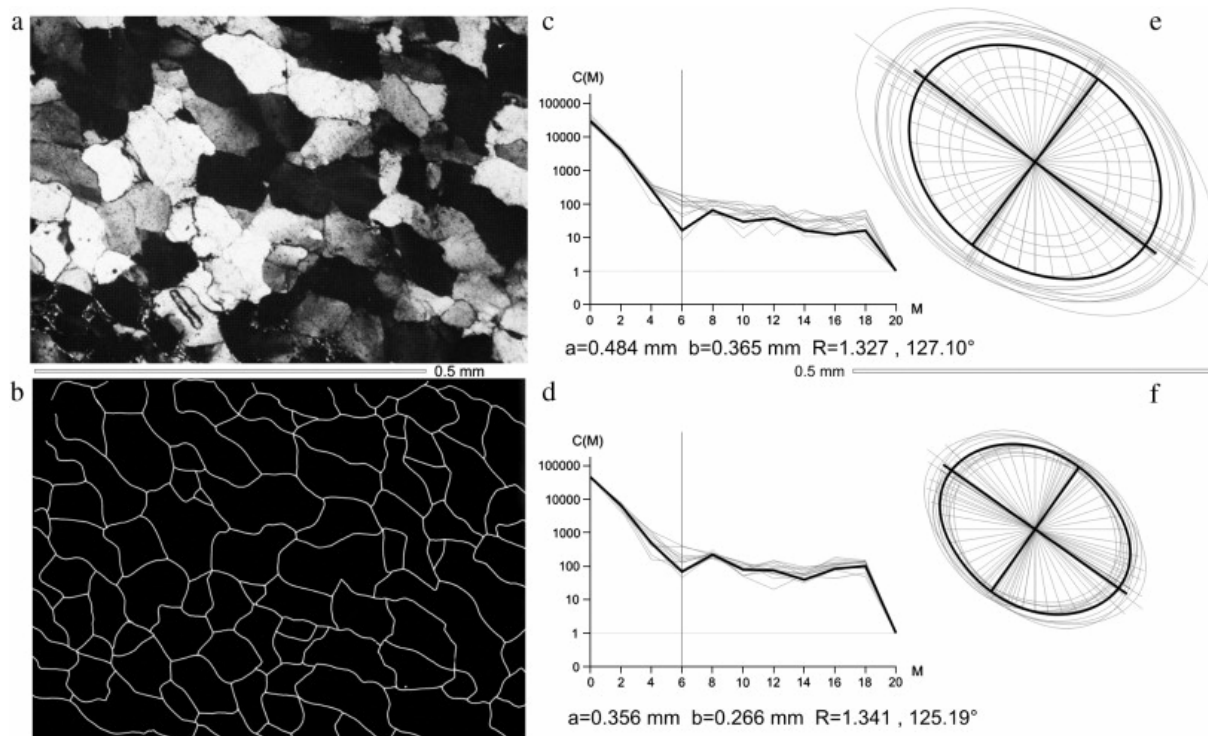 a
c
e
C(M)
100000
10000
1000
100
10
1
0
0 2 4 6 8 10 12 14 16 18 20 M
a=0.484 mm b=0.365 mm R=1.327 , 127.10°
0.5 mm
0.5 mm
b
d
f
C(M)
100000
10000
1000
100
10
1
0
0 2 4 6 8 10 12 14 16 18 20 M
a=0.356 mm b=0.266 mm R=1.341 , 125.19°